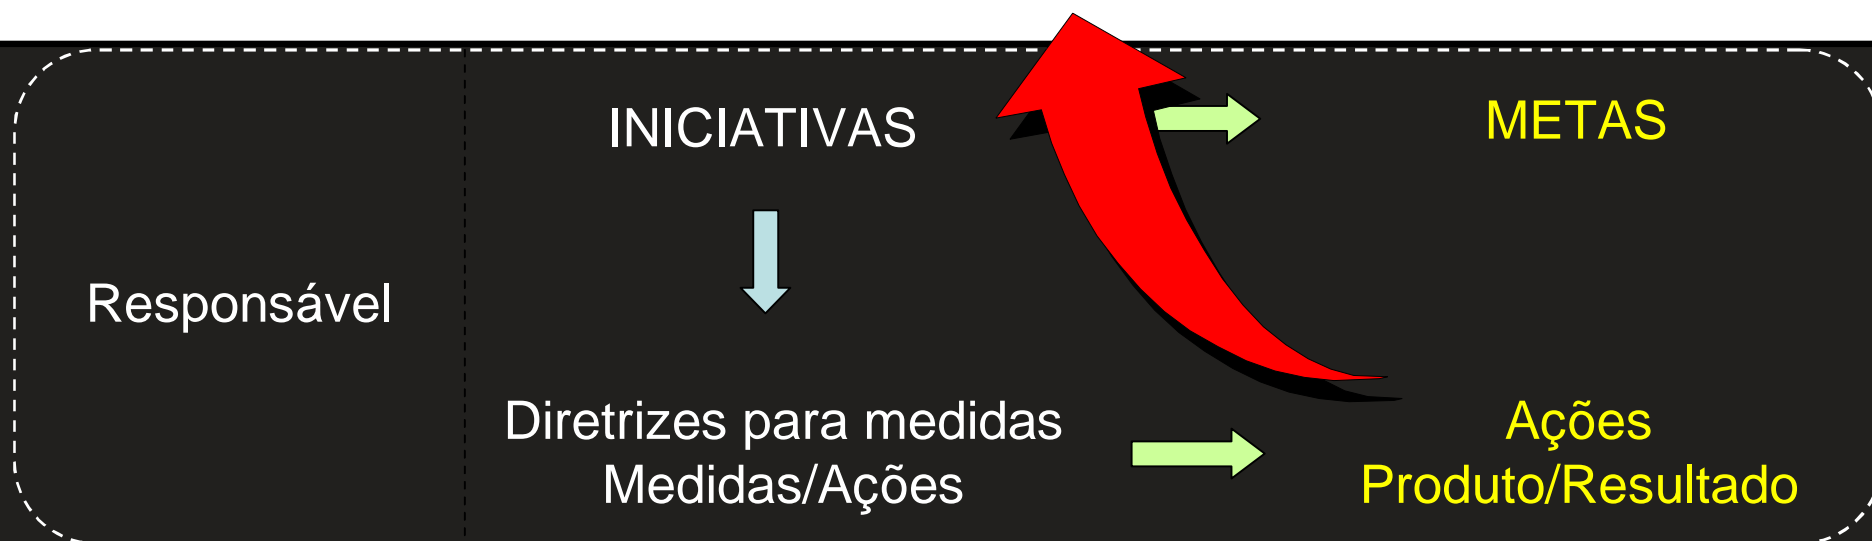 INICIATIVAS
METAS
Responsável
Diretrizes para medidas
Medidas/Ações
Ações
Produto/Resultado